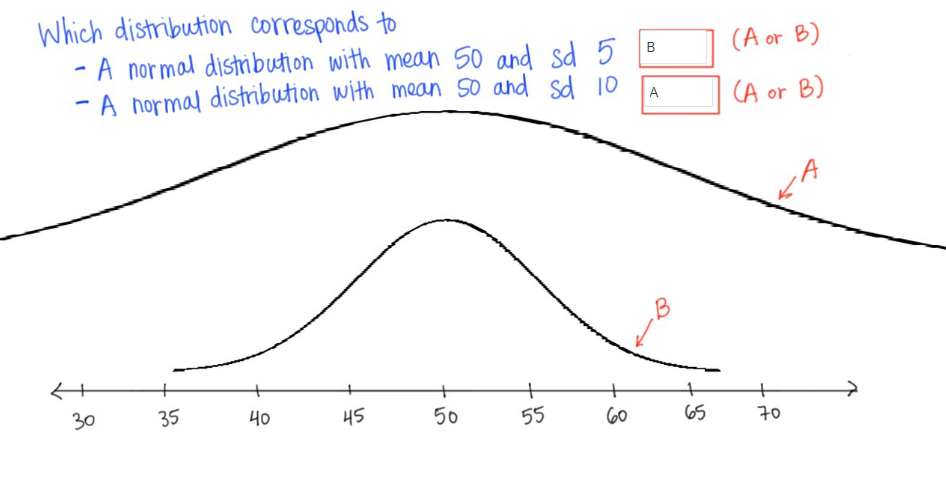 Which distribution corresponds to
- A normal distribution with mean 50 and sd 5 B (A or B)
- A normal distribution with mean 50 and sd 10 A (A or B)
A
B
30 35 40 45 50 55 60 65 70